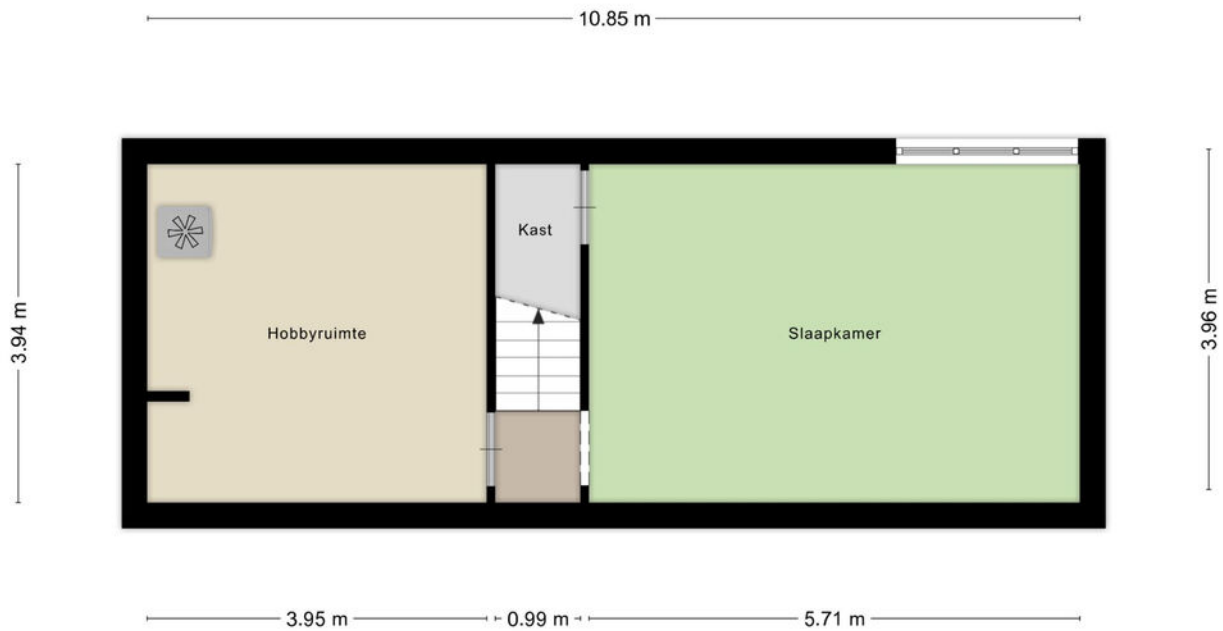 10.85 m
3.94 m
3.96 m
Kast
Hobbyruimte
Slaapkamer
3.95 m
0.99 m
5.71 m